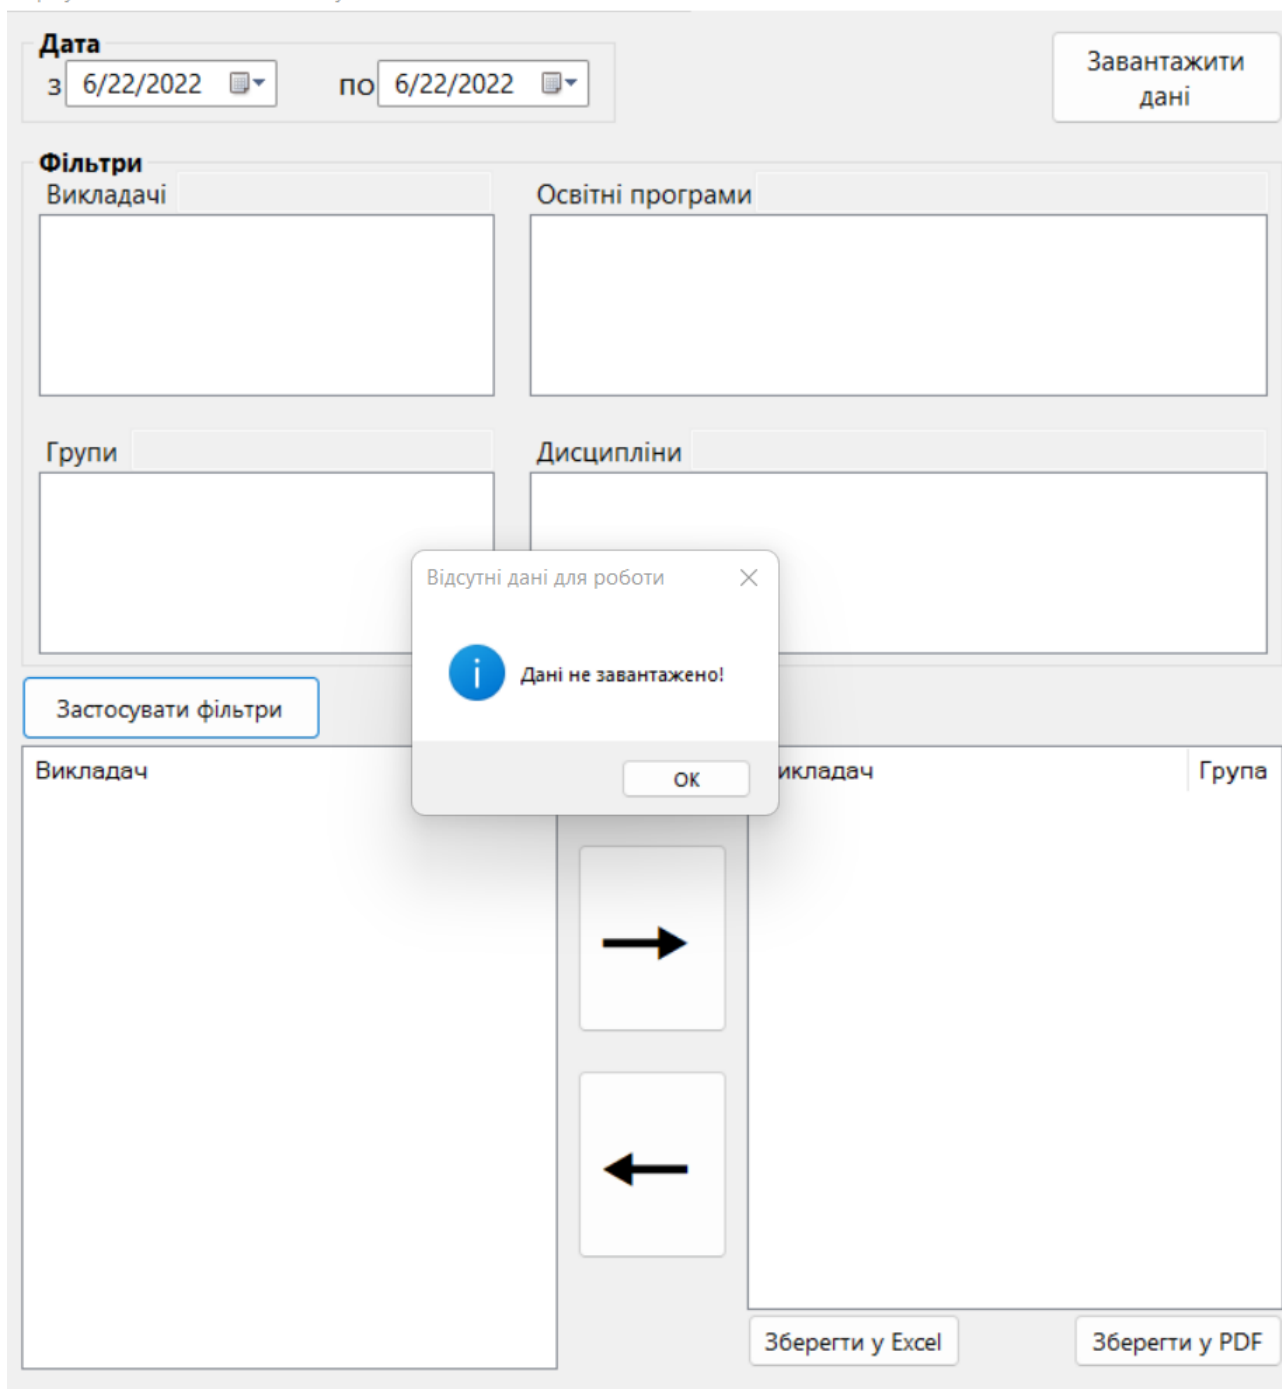 Дата
з 6/22/2022 по 6/22/2022
Завантажити
дані
Фільтри
Викладачі Освітні програми
Групи Дисципліни
Відсутні дані для роботи
Дані не завантажено!
ОК
Застосувати фільтри
Викладач
икладач Група
Зберегти у Excel Зберегти у PDF